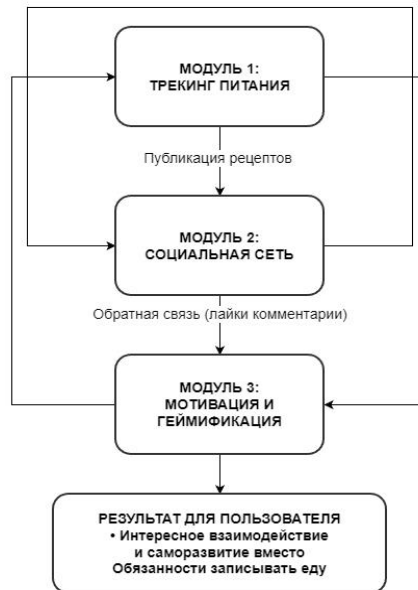 МОДУЛЬ 1:
ТРЕКИНГ ПИТАНИЯ
Публикация рецептов
МОДУЛЬ 2:
СОЦИАЛЬНАЯ СЕТЬ
Обратная связь (лайки комментарии)
МОДУЛЬ 3:
МОТИВАЦИЯ И
ГЕЙМИФИКАЦИЯ
РЕЗУЛЬТАТ ДЛЯ ПОЛЬЗОВАТЕЛЯ
• Интересное взаимодействие
и саморазвитие вместо
Обязанности записывать еду